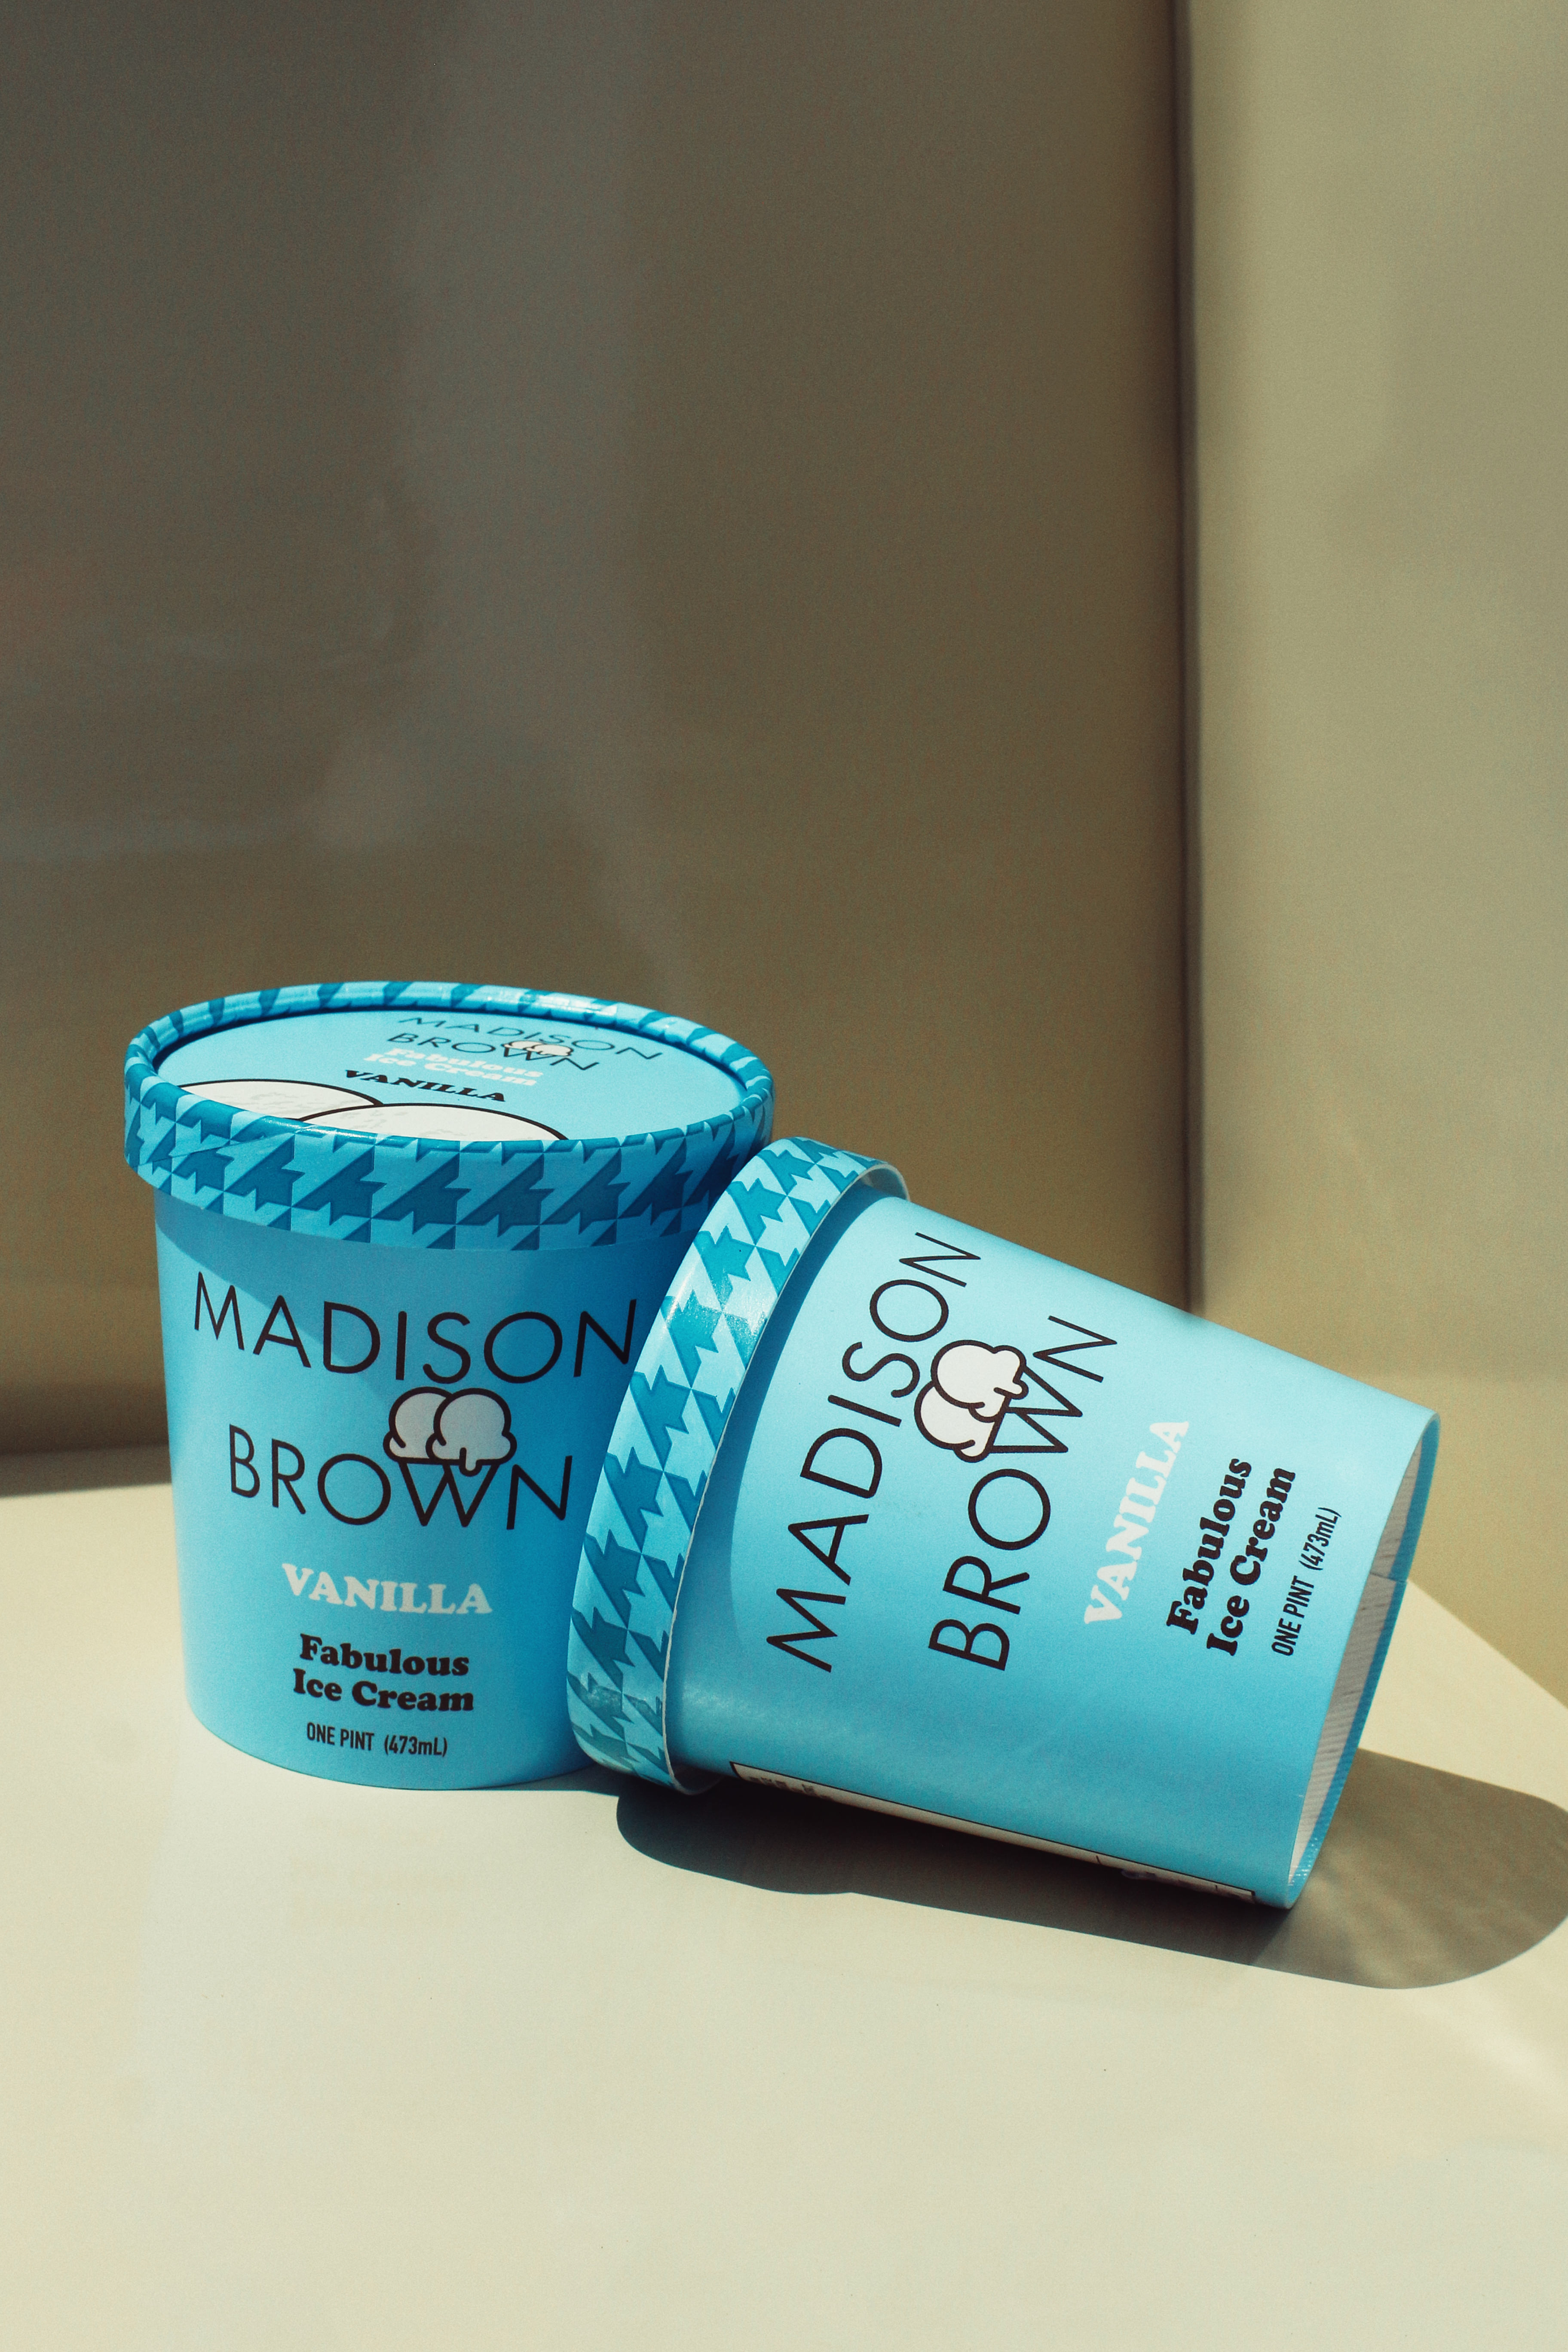 MADISON
BROWN
Fabulous
Ice Cream
VANILLA
MADISON
BROWN
VANILLA
Fabulous
Ice Cream
ONE PINT (473mL)
MADISON
BROWN
VANILLA
Fabulous
Ice Cream
ONE PINT (473mL)